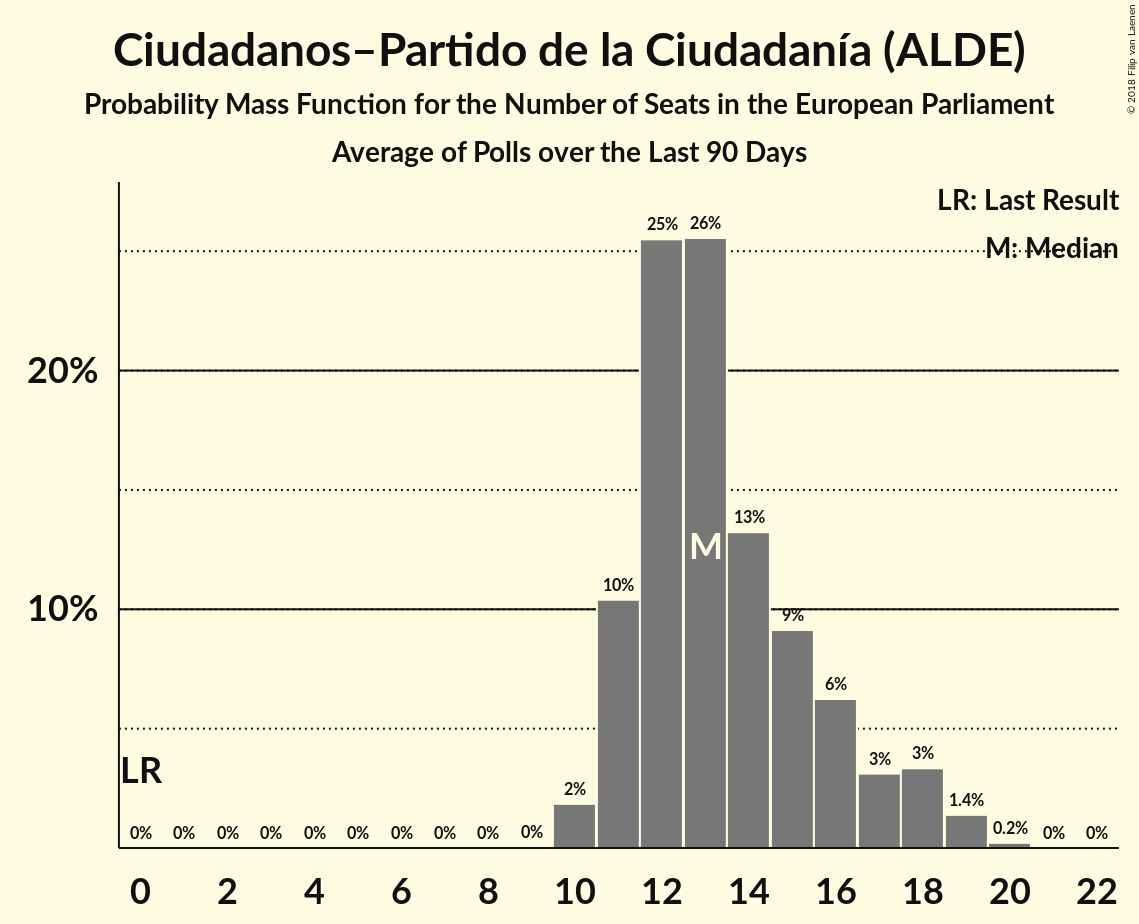 Ciudadanos–Partido de la Ciudadanía (ALDE)
Probability Mass Function for the Number of Seats in the European Parliament
Average of Polls over the Last 90 Days
© 2018 Filip van Laenen
LR: Last Result
M: Median
25% 26%
20%
M
13%
10%
10%
9%
6%
LR
3% 3%
2%
1.4%
0% 0% 0% 0% 0% 0% 0% 0% 0% 0% 0.2% 0% 0%
0 2 4 6 8 10 12 14 16 18 20 22